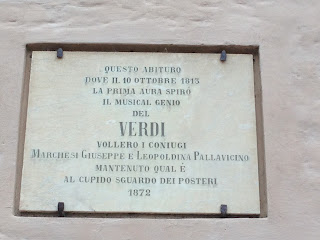 QUESTO ABITURO
DOVE IL 10 OTTOBRE 1813
LA PRIMA AURA SPIRÒ
IL MUSICAL GENIO
DEL
VERDI
VOLLERO I CONIUGI
MARCHESI GIUSEPPE E LEOPOLDINA PALLAVICINO
MANTENUTO QUAL È
AL CUPIDO SGUARDO DEI POSTERI
1872